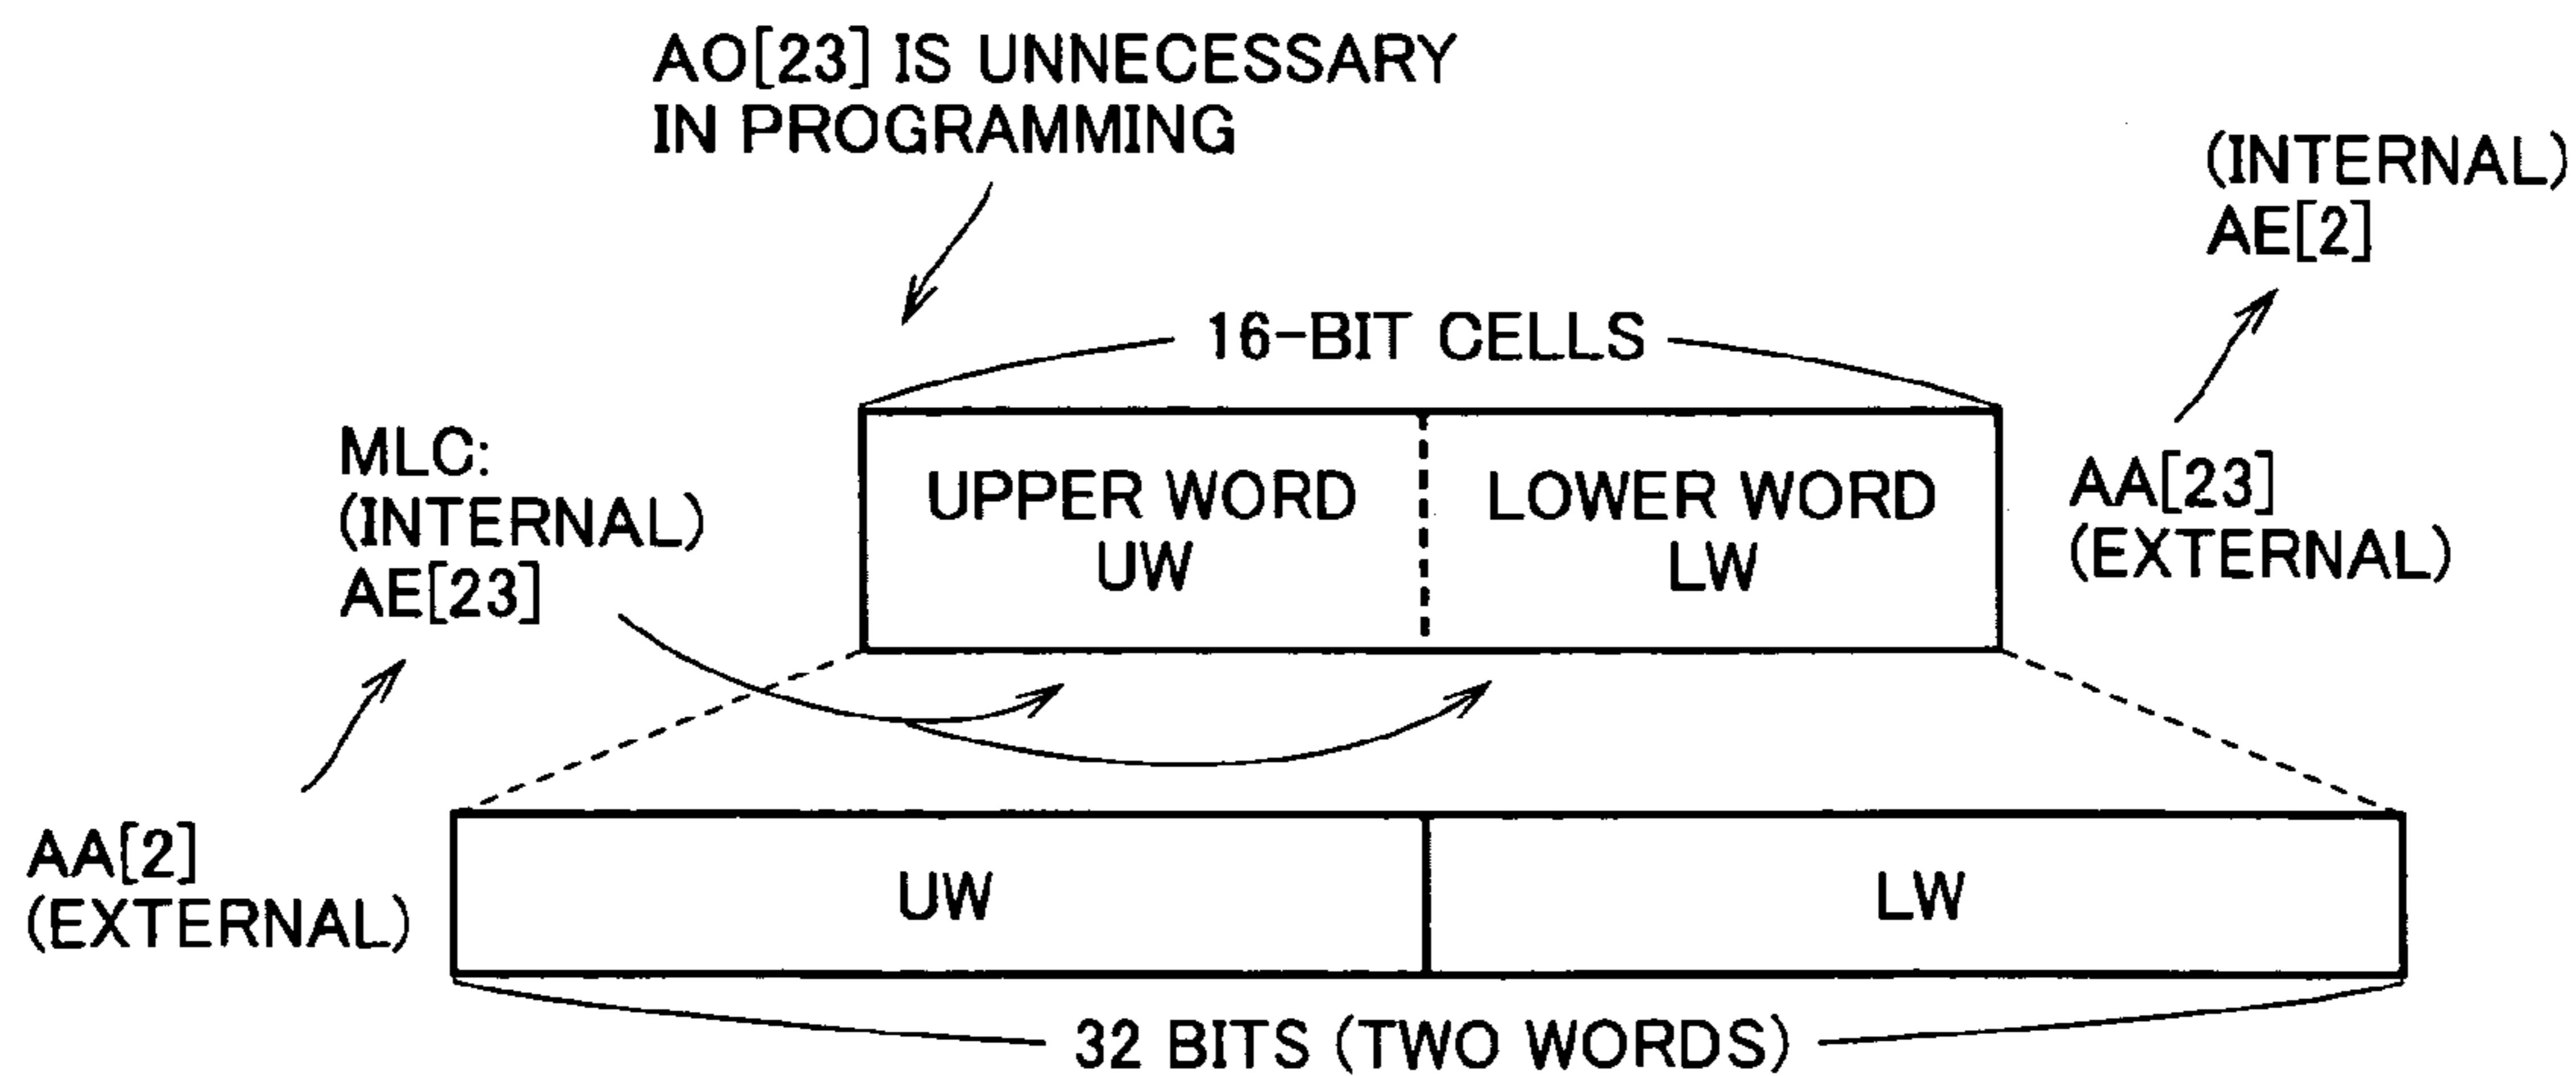 AO[23] IS UNNECESSARY
IN PROGRAMMING
(INTERNAL)
AE[2]
16-BIT CELLS
MLC:
(INTERNAL)
AE[23]
UPPER WORD
UW
LOWER WORD
LW
AA[23]
(EXTERNAL)
AA[2]
(EXTERNAL)
UW
LW
32 BITS (TWO WORDS)